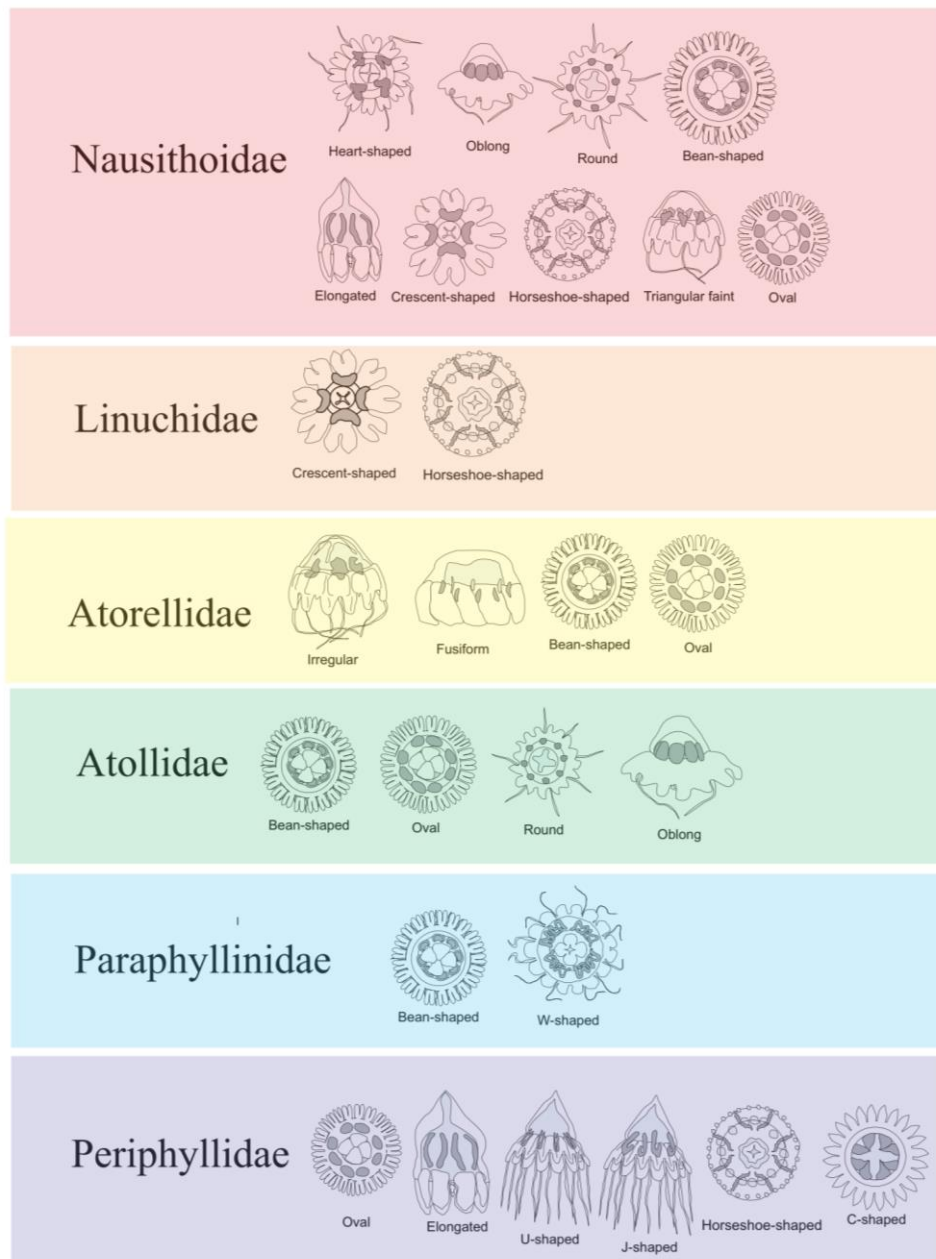 Nausithoidae
Heart-shaped
Oblong
Round
Bean-shaped
Elongated
Crescent-shaped
Horseshoe-shaped
Triangular faint
Oval
Linuchidae
Crescent-shaped
Horseshoe-shaped
Atorellidae
Irregular
Fusiform
Bean-shaped
Oval
Atollidae
Bean-shaped
Oval
Round
Oblong
Paraphyllinidae
Bean-shaped
W-shaped
Periphyllidae
Oval
Elongated
U-shaped
J-shaped
Horseshoe-shaped
C-shaped